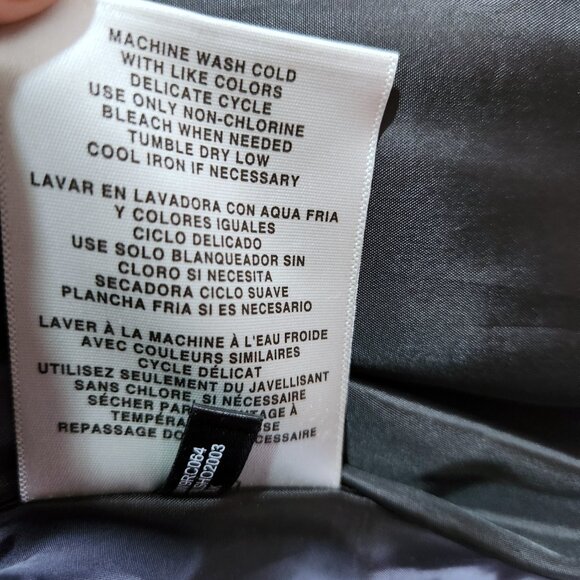 MACHINE WASH COLD
WITH LIKE COLORS
DELICATE CYCLE
USE ONLY NON-CHLORINE
BLEACH WHEN NEEDED
TUMBLE DRY LOW
COOL IRON IF NECESSARY
LAVAR EN LAVADORA CON AQUA FRIA
Y COLORES IGUALES
CICLO DELICADO
USE SOLO BLANQUEADOR SIN
CLORO SI NECESITA
SECADORA CICLO SUAVE
PLANCHA FRIA SI ES NECESARIO
LAVER À LA MACHINE À L'EAU FROIDE
AVEC COULEURS SIMILAIRES
CYCLE DÉLICAT
UTILISEZ SEULEMENT DU JAVELLISANT
SANS CHLORE, SI NÉCESSAIRE
SÉCHER PAR À
REPASSAGE